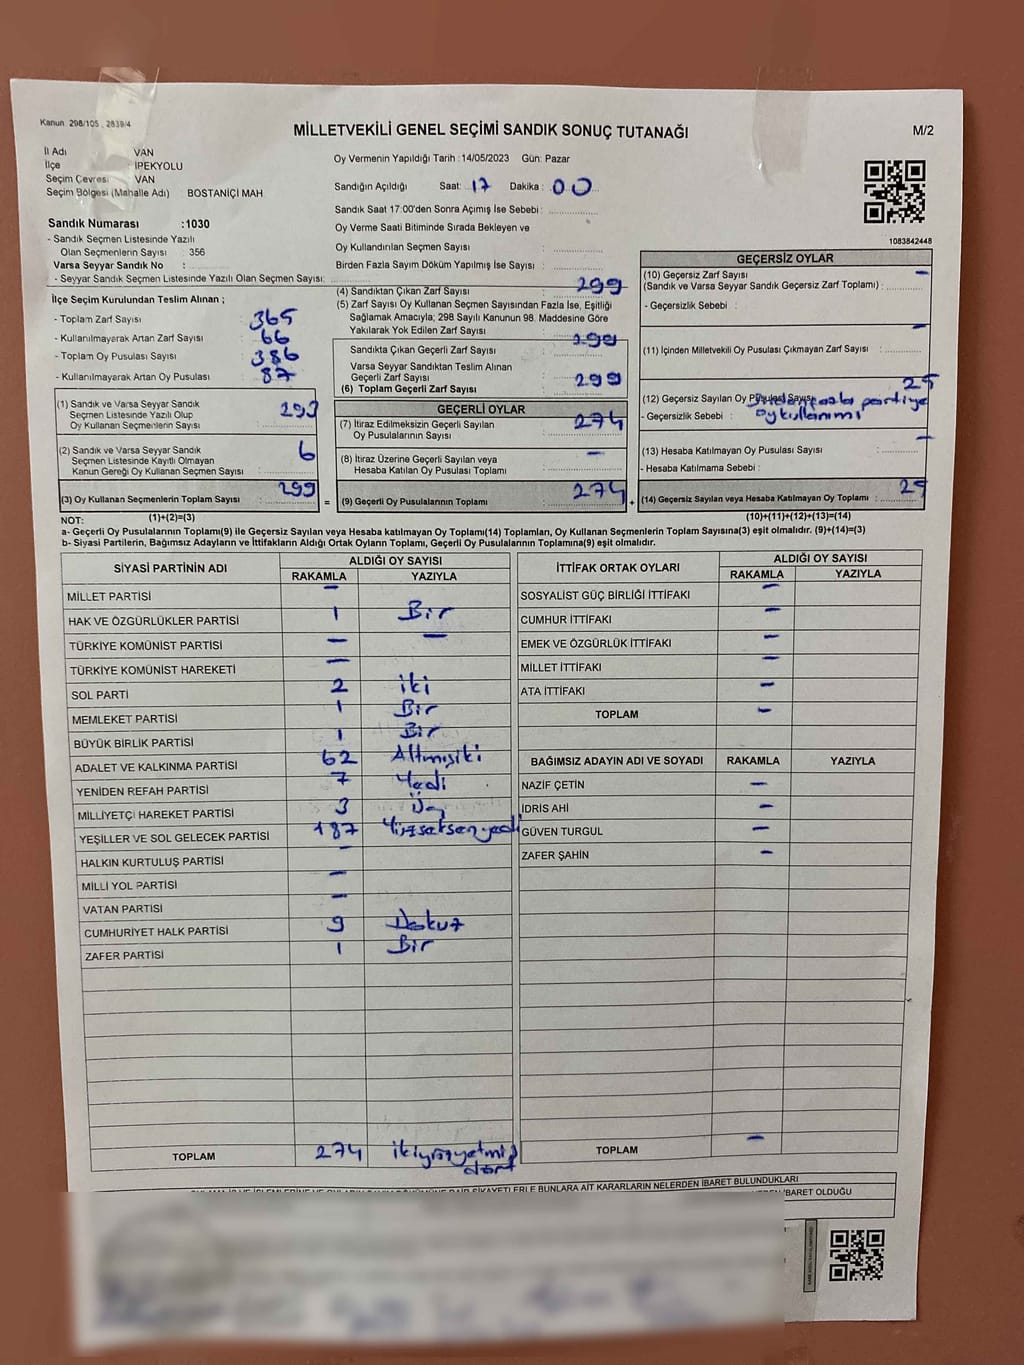 Kanun 298/105 , 2839/4
MİLLETVEKİLİ GENEL SEÇİMİ SANDIK SONUÇ TUTANAĞI
M/2
İl Adı VAN
İlçe : İPEKYOLU
Seçim Çevresi VAN
Seçim Bölgesi (Mahalle Adı) BOSTANİÇİ MAH
Oy Vermenin Yapıldığı Tarih : 14/05/2023 Gün: Pazar
Sandığın Açıldığı Saat: 17 Dakika : 00
Sandık Saat 17:00'den Sonra Açımış İse Sebebi :
Oy Verme Saati Bitiminde Sırada Bekleyen ve
Oy Kullandırılan Seçmen Sayısı :
Birden Fazla Sayım Döküm Yapılmış İse Sayısı :
Sandık Numarası :1030
- Sandık Seçmen Listesinde Yazılı
Olan Seçmenlerin Sayısı : 356
Varsa Seyyar Sandık No :
- Seyyar Sandık Seçmen Listesinde Yazılı Olan Seçmen Sayısı:
1083842448
İlçe Seçim Kurulundan Teslim Alınan ;
- Toplam Zarf Sayısı : 365
- Kullanılmayarak Artan Zarf Sayısı : 66
- Toplam Oy Pusulası Sayısı : 386
- Kullanılmayarak Artan Oy Pusulası : 87
(1) Sandık ve Varsa Seyyar Sandık
Seçmen Listesinde Yazılı Olup
Oy Kullanan Seçmenlerin Sayısı : 293
(2) Sandık ve Varsa Seyyar Sandık
Seçmen Listesinde Kayıtlı Olmayan
Kanun Gereği Oy Kullanan Seçmen Sayısı : 6
(3) Oy Kullanan Seçmenlerin Toplam Sayısı : 299
(1)+(2)=(3)
(4) Sandıktan Çıkan Zarf Sayısı : 299
(5) Zarf Sayısı Oy Kullanan Seçmen Sayısından Fazla İse, Eşitliği
Sağlamak Amacıyla; 298 Sayılı Kanunun 98. Maddesine Göre
Yakılarak Yok Edilen Zarf Sayısı :
Sandıkta Çıkan Geçerli Zarf Sayısı : 299
Varsa Seyyar Sandıktan Teslim Alınan
Geçerli Zarf Sayısı :
(6) Toplam Geçerli Zarf Sayısı : 299
GEÇERLİ OYLAR
(7) İtiraz Edilmeksizin Geçerli Sayılan
Oy Pusulalarının Sayısı : 274
(8) İtiraz Üzerine Geçerli Sayılan veya
Hesaba Katılan Oy Pusulası Toplamı : –
= (9) Geçerli Oy Pusulalarının Toplamı : 274 +
GEÇERSİZ OYLAR
(10) Geçersiz Zarf Sayısı –
(Sandık ve Varsa Seyyar Sandık Geçersiz Zarf Toplamı) :
- Geçersizlik Sebebi :
(11) İçinden Milletvekili Oy Pusulası Çıkmayan Zarf Sayısı : –
(12) Geçersiz Sayılan Oy Pusulası Sayısı 25
- Geçersizlik Sebebi : fazla partiye
oy kullanımı
(13) Hesaba Katılmayan Oy Pusulası Sayısı : –
- Hesaba Katılmama Sebebi :
(14) Geçersiz Sayılan veya Hesaba Katılmayan Oy Toplamı : 25
(10)+(11)+(12)+(13)=(14)
NOT:
a- Geçerli Oy Pusulalarının Toplamı(9) ile Geçersiz Sayılan veya Hesaba katılmayan Oy Toplamı(14) Toplamları, Oy Kullanan Seçmenlerin Toplam Sayısına(3) eşit olmalıdır. (9)+(14)=(3)
b- Siyasi Partilerin, Bağımsız Adayların ve İttifakların Aldığı Ortak Oyların Toplamı, Geçerli Oy Pusulalarının Toplamına(9) eşit olmalıdır.
SİYASİ PARTİNİN ADI ALDIĞI OY SAYISI
RAKAMLA YAZIYLA
MİLLET PARTİSİ –
HAK VE ÖZGÜRLÜKLER PARTİSİ 1 Bir
TÜRKİYE KOMÜNİST PARTİSİ – –
TÜRKİYE KOMÜNİST HAREKETİ –
SOL PARTİ 2 iki
MEMLEKET PARTİSİ 1 Bir
BÜYÜK BİRLİK PARTİSİ 1 Bir
ADALET VE KALKINMA PARTİSİ 62 Altmışiki
YENİDEN REFAH PARTİSİ 7 Yedi
MİLLİYETÇİ HAREKET PARTİSİ 3 Üç
YEŞİLLER VE SOL GELECEK PARTİSİ 187 Yüzseksenyedi
HALKIN KURTULUŞ PARTİSİ –
MİLLİ YOL PARTİSİ –
VATAN PARTİSİ –
CUMHURİYET HALK PARTİSİ 9 Dokuz
ZAFER PARTİSİ 1 Bir
TOPLAM 274 ikiyüzyetmiş
dört
İTTİFAK ORTAK OYLARI ALDIĞI OY SAYISI
RAKAMLA YAZIYLA
SOSYALİST GÜÇ BİRLİĞİ İTTİFAKI –
CUMHUR İTTİFAKI –
EMEK VE ÖZGÜRLÜK İTTİFAKI –
MİLLET İTTİFAKI –
ATA İTTİFAKI –
TOPLAM –
BAĞIMSIZ ADAYIN ADI VE SOYADI RAKAMLA YAZIYLA
NAZİF ÇETİN –
İDRİS AHİ –
GÜVEN TURGUL –
ZAFER ŞAHİN –
TOPLAM –
ŞİKAYETLERLE BUNLARA AİT KARARLARIN NELERDEN İBARET BULUNDUKLARI
İBARET OLDUĞU